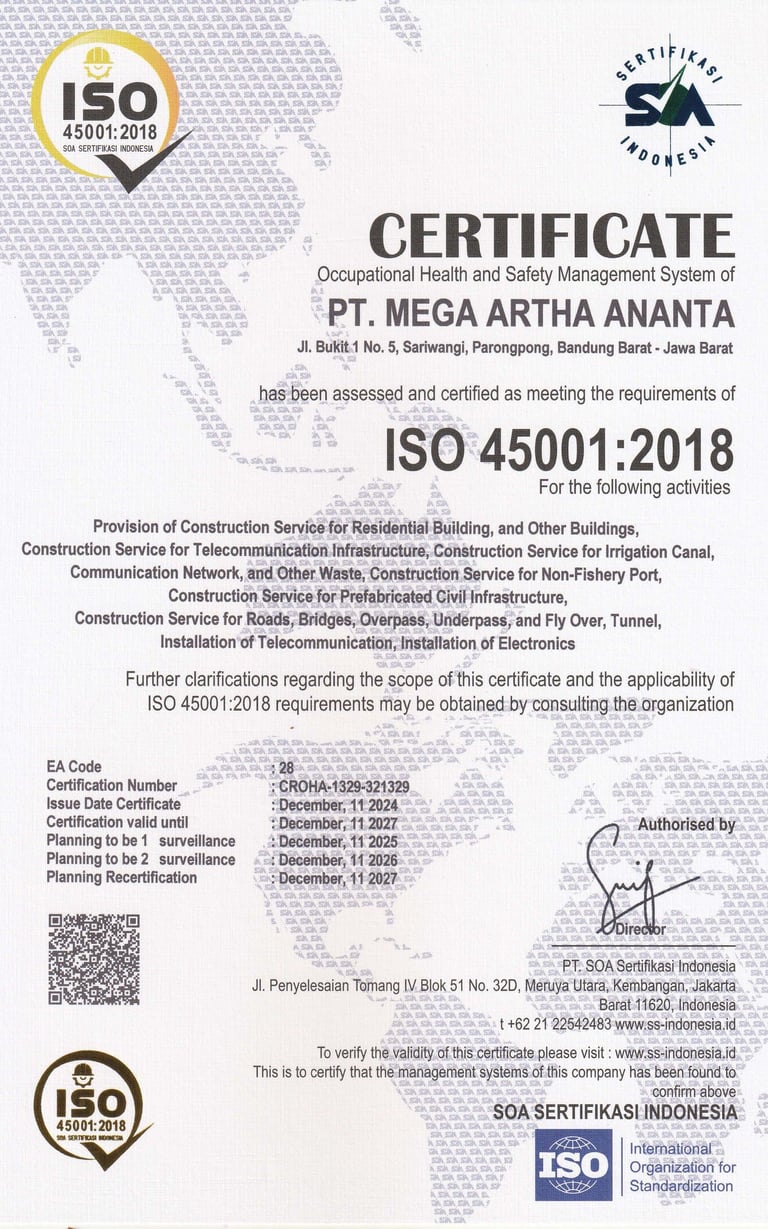 ISO
45001:2018
SOA SERTIFIKASI INDONESIA
SERTIFIKASI
SOA
INDONESIA
CERTIFICATE
Occupational Health and Safety Management System of
PT. MEGA ARTHA ANANTA
Jl. Bukit 1 No. 5, Sariwangi, Parongpong, Bandung Barat - Jawa Barat
has been assessed and certified as meeting the requirements of
ISO 45001:2018
For the following activities
Provision of Construction Service for Residential Building, and Other Buildings,
Construction Service for Telecommunication Infrastructure, Construction Service for Irrigation Canal,
Communication Network, and Other Waste, Construction Service for Non-Fishery Port,
Construction Service for Prefabricated Civil Infrastructure,
Construction Service for Roads, Bridges, Overpass, Underpass, and Fly Over, Tunnel,
Installation of Telecommunication, Installation of Electronics
Further clarifications regarding the scope of this certificate and the applicability of
ISO 45001:2018 requirements may be obtained by consulting the organization
EA Code : 28
Certification Number : CROHA-1329-321329
Issue Date Certificate : December, 11 2024
Certification valid until : December, 11 2027
Planning to be 1 surveillance : December, 11 2025
Planning to be 2 surveillance : December, 11 2026
Planning Recertification : December, 11 2027
Authorised by
Director
PT. SOA Sertifikasi Indonesia
Jl. Penyelesaian Tomang IV Blok 51 No. 32D, Meruya Utara, Kembangan, Jakarta
Barat 11620, Indonesia
t +62 21 22542483 www.ss-indonesia.id
To verify the validity of this certificate please visit : www.ss-indonesia.id
This is to certify that the management systems of this company has been found to
confirm above
SOA SERTIFIKASI INDONESIA
ISO
45001:2018
SOA SERTIFIKASI INDONESIA
ISO
International
Organization for
Standardization